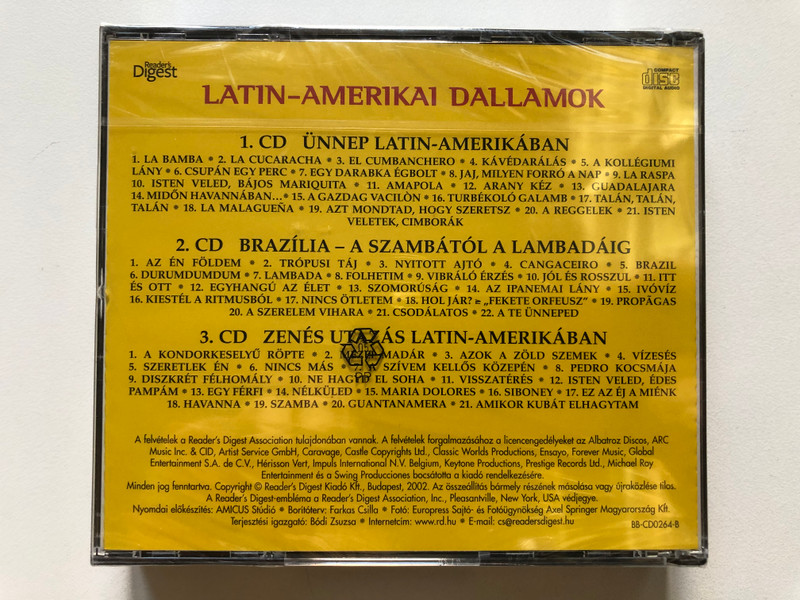 Reader's
Digest
COMPACT
disc
DIGITAL AUDIO
LATIN–AMERIKAI DALLAMOK
1. CD ÜNNEP LATIN-AMERIKÁBAN
1. LA BAMBA • 2. LA CUCARACHA • 3. EL CUMBANCHERO • 4. KÁVÉDARÁLÁS • 5. A KOLLÉGIUMI
LÁNY • 6. CSUPÁN EGY PERC • 7. EGY DARABKA ÉGBOLT • 8. JAJ, MILYEN FORRÓ A NAP • 9. LA RASPA
10. ISTEN VELED, BÁJOS MARIQUITA • 11. AMAPOLA • 12. ARANY KÉZ • 13. GUADALAJARA
14. MIDŐN HAVANNÁBAN...• 15. A GAZDAG VACILÒN • 16. TURBÉKOLÓ GALAMB • 17. TALÁN, TALÁN,
TALÁN • 18. LA MALAGUEÑA • 19. AZT MONDTAD, HOGY SZERETSZ • 20. A REGGELEK • 21. ISTEN
VELETEK, CIMBORÁK
2. CD BRAZÍLIA – A SZAMBÁTÓL A LAMBADÁIG
1. AZ ÉN FÖLDEM • 2. TRÓPUSI TÁJ • 3. NYITOTT AJTÓ • 4. CANGACEIRO • 5. BRAZIL
6. DURUMDUMDUM • 7. LAMBADA • 8. FOLHETIM • 9. VIBRÁLÓ ÉRZÉS • 10. JÓL ÉS ROSSZUL • 11. ITT
ÉS OTT • 12. EGYHANGÚ AZ ÉLET • 13. SZOMORÚSÁG • 14. AZ IPANEMAI LÁNY • 15. IVÓVÍZ
16. KIESTÉL A RITMUSBÓL • 17. NINCS ÖTLETEM • 18. HOL JÁR? – „FEKETE ORFEUSZ” • 19. PROPÃGAS
20. A SZERELEM VIHARA • 21. CSODÁLATOS • 22. A TE ÜNNEPED
3. CD ZENÉS UTAZÁS LATIN-AMERIKÁBAN
1. A KONDORKESELYŰ RÖPTE • 2. MADÁR • 3. AZOK A ZÖLD SZEMEK • 4. VÍZESÉS
5. SZERETLEK ÉN • 6. NINCS MÁS • SZÍVEM KELLŐS KÖZEPÉN • 8. PEDRO KOCSMÁJA
9. DISZKRÉT FÉLHOMÁLY • 10. NE HAGYD EL SOHA • 11. VISSZATÉRÉS • 12. ISTEN VELED, ÉDES
PAMPÁM • 13. EGY FÉRFI • 14. NÉLKÜLED • 15. MARIA DOLORES • 16. SIBONEY • 17. EZ AZ ÉJ A MIÉNK
18. HAVANNA • 19. SZAMBA • 20. GUANTANAMERA • 21. AMIKOR KUBÁT ELHAGYTAM
A felvételek a Reader's Digest Association tulajdonában vannak. A felvételek forgalmazásához a licencengedélyeket az Albatroz Discos, ARC
Music Inc. & CID, Artist Service GmbH, Caravage, Castle Copyrights Ltd., Classic Worlds Productions, Ensayo, Forever Music, Global
Entertainment S.A. de C.V., Hérisson Vert, Impuls International N.V. Belgium, Keytone Productions, Prestige Records Ltd., Michael Roy
Entertainment és a Swing Producciones bocsátotta a kiadó rendelkezésére.
Minden jog fenntartva. Copyright © Reader's Digest Kiadó Kft., Budapest, 2002. Az összeállítás bármely részének másolása vagy újraközlése tilos.
A Reader's Digest-embléma a Reader's Digest Association, Inc., Pleasantville, New York, USA védjegye.
Nyomdai előkészítés: AMICUS Stúdió • Borítóterv: Farkas Csilla • Fotó: Europress Sajtó- és Fotóügynökség Axel Springer Magyarország Kft.
Terjesztési igazgató: Bódi Zsuzsa • Internetcím: www.rd.hu • E-mail: cs@readersdigest.hu
BB-CD0264-B